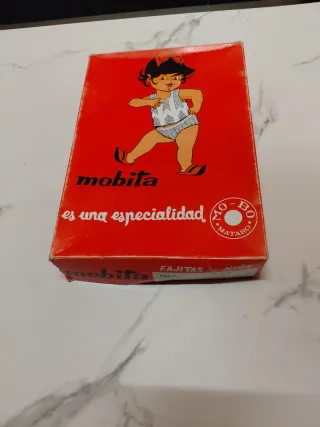 mobita
es una especialidad
MO-BO
· MATARO ·
mobita
FAJITAS